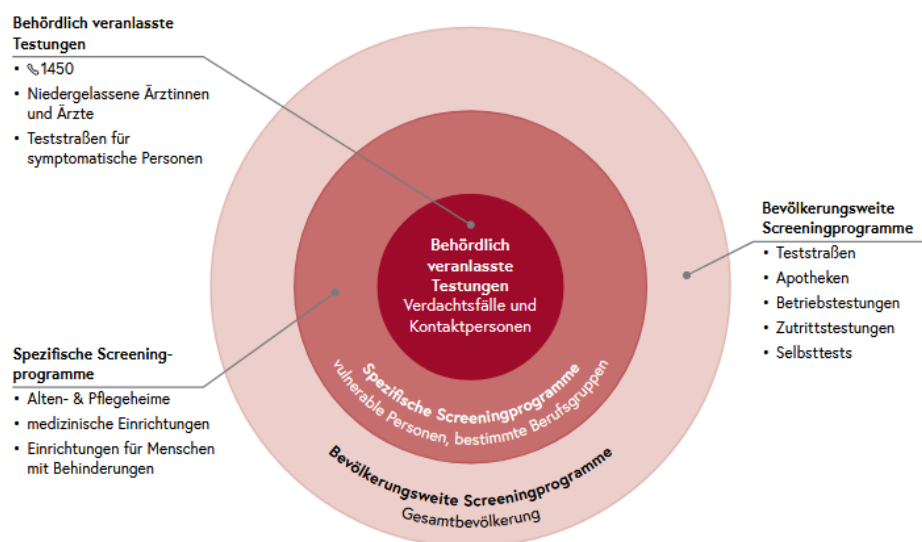 Behördlich veranlasste
Testungen
• 📞1450
• Niedergelassene Ärztinnen
und Ärzte
• Teststraßen für
symptomatische Personen
Behördlich
veranlasste
Testungen
Verdachtsfälle und
Kontaktpersonen
Bevölkerungsweite
Screeningprogramme
• Teststraßen
• Apotheken
• Betriebstestungen
• Zutrittstestungen
• Selbsttests
Spezifische Screening-
programme
• Alten- & Pflegeheime
• medizinische Einrichtungen
• Einrichtungen für Menschen
mit Behinderungen
Spezifische Screeningprogramme
vulnerable Personen, bestimmte Berufsgruppen
Bevölkerungsweite Screeningprogramme
Gesamtbevölkerung